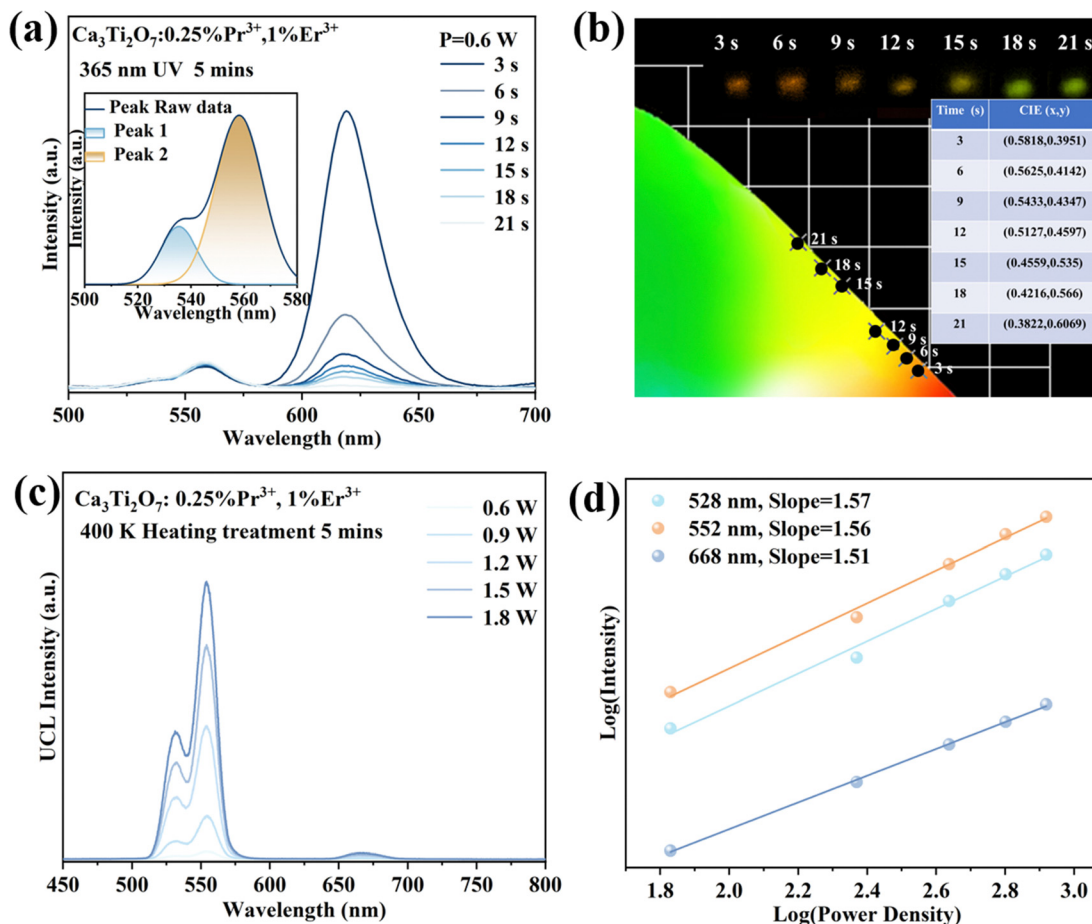 (a)
Ca₃Ti₂O₇:0.25%Pr³⁺,1%Er³⁺
P=0.6 W
365 nm UV 5 mins
3 s
6 s
9 s
12 s
15 s
18 s
21 s
Peak Raw data
Peak 1
Peak 2
Intensity (a.u.)
500 520 540 560 580
Wavelength (nm)
Intensity (a.u.)
500 550 600 650 700
Wavelength (nm)
(b)
3 s 6 s 9 s 12 s 15 s 18 s 21 s
Time (s) CIE (x,y)
3 (0.5818,0.3951)
6 (0.5625,0.4142)
9 (0.5433,0.4347)
12 (0.5127,0.4597)
15 (0.4559,0.535)
18 (0.4216,0.566)
21 (0.3822,0.6069)
21 s
18 s
15 s
12 s
9 s
6 s
3 s
(c)
Ca₃Ti₂O₇: 0.25%Pr³⁺, 1%Er³⁺
400 K Heating treatment 5 mins
0.6 W
0.9 W
1.2 W
1.5 W
1.8 W
UCL Intensity (a.u.)
450 500 550 600 650 700 750 800
Wavelength (nm)
(d)
528 nm, Slope=1.57
552 nm, Slope=1.56
668 nm, Slope=1.51
Log(Intensity)
1.8 2.0 2.2 2.4 2.6 2.8 3.0
Log(Power Density)